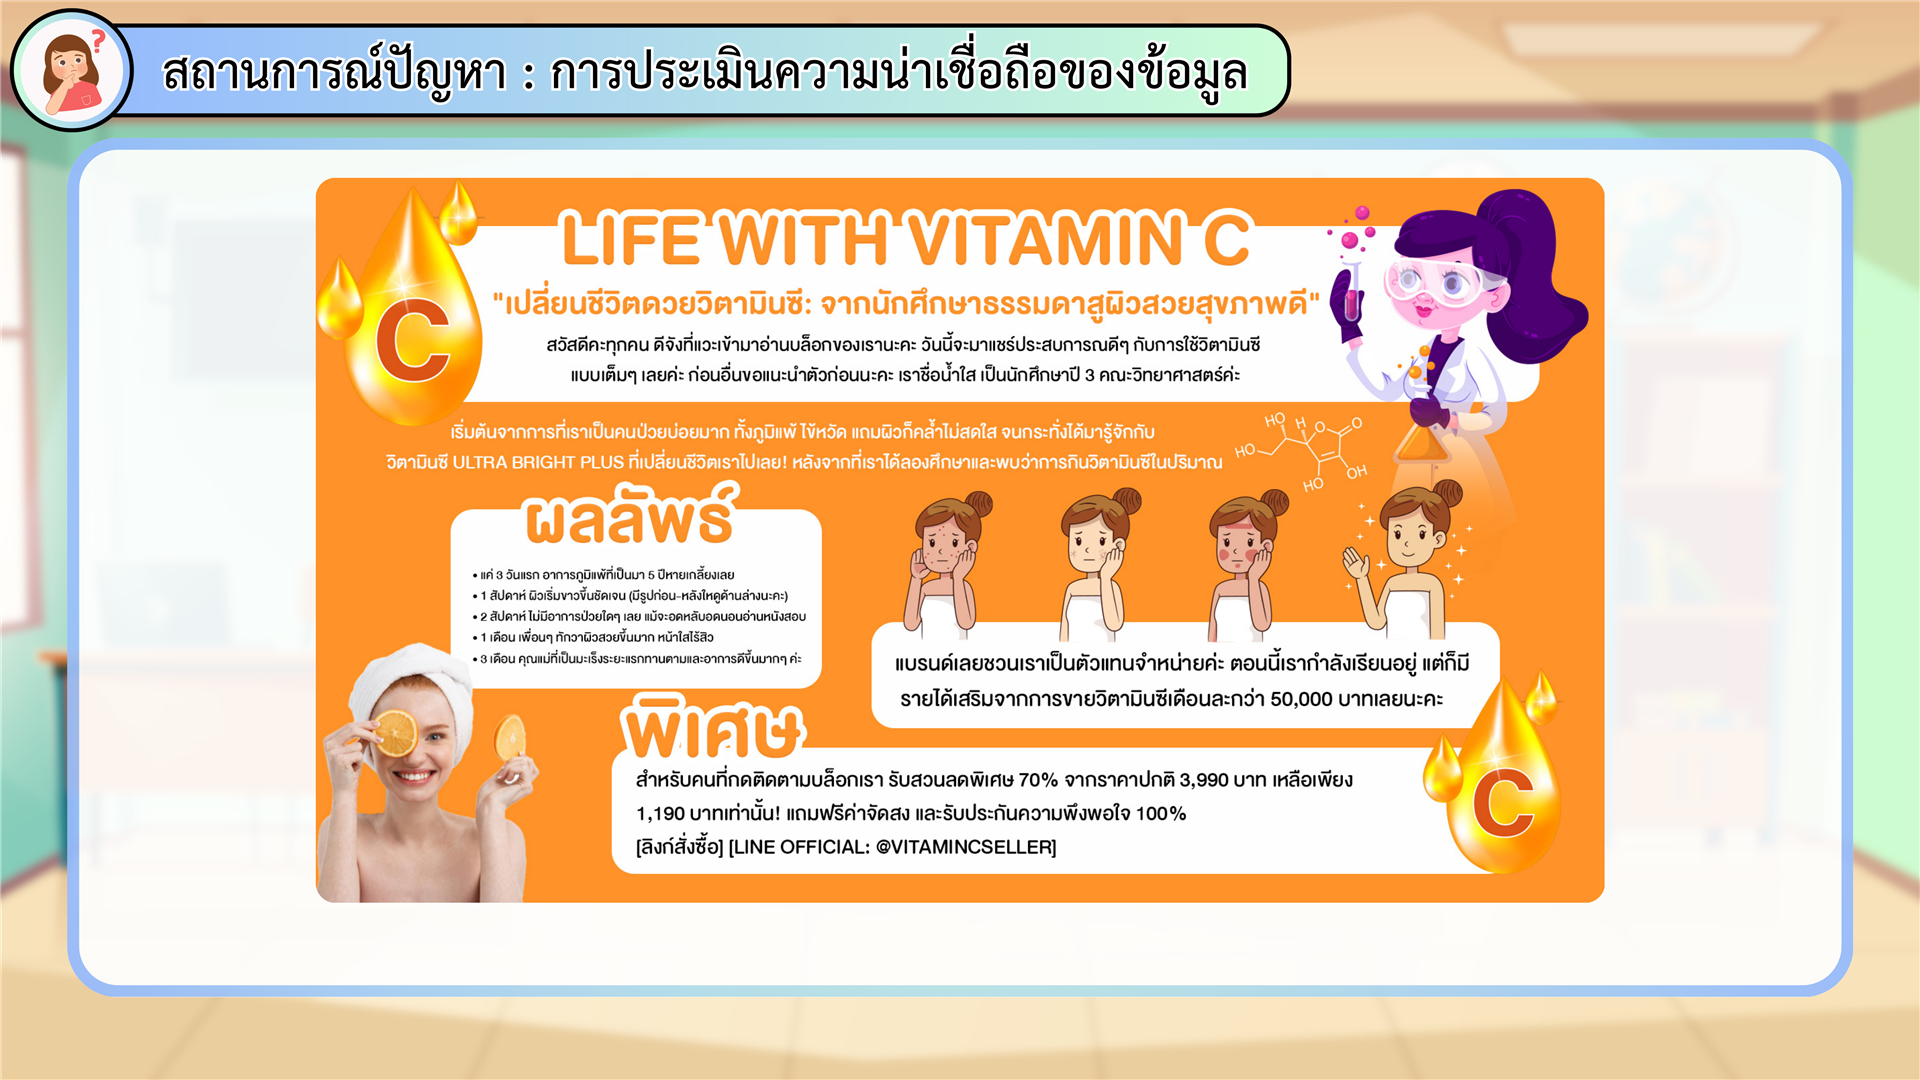 สถานการณ์ปัญหา : การประเมินความน่าเชื่อถือของข้อมูล
?
LIFE WITH VITAMIN C
"เปลี่ยนชีวิตดวยวิตามินซี: จากนักศึกษาธรรมดาสูผิวสวยสุขภาพดี"
C
สวัสดีคะทุกคน ดีจังที่แวะเข้ามาอ่านบล็อกของเรานะคะ วันนี้จะมาแชร์ประสบการณดีๆ กับการใช้วิตามินซี
แบบเต็มๆ เลยค่ะ ก่อนอื่นขอแนะนำตัวก่อนนะคะ เราชื่อน้ำใส เป็นนักศึกษาปี 3 คณะวิทยาศาสตร์ค่ะ
เริ่มต้นจากการที่เราเป็นคนป่วยบ่อยมาก ทั้งภูมิแพ้ ไข้หวัด แถมผิวก็คล้ำไม่สดใส จนกระทั่งได้มารู้จักกับ
วิตามินซี ULTRA BRIGHT PLUS ที่เปลี่ยนชีวิตเราไปเลย! หลังจากที่เราได้ลองศึกษาและพบว่าการกินวิตามินซีในปริมาณ
HO
H
O
O
HO
HO
OH
ผลลัพธ์
• แค่ 3 วันแรก อาการภูมิแพ้ที่เป็นมา 5 ปีหายเกลี้ยงเลย
• 1 สัปดาห์ ผิวเริ่มขาวขึ้นชัดเจน (มีรูปก่อน-หลังใหดูด้านล่างนะคะ)
• 2 สัปดาห์ ไม่มีอาการป่วยใดๆ เลย แม้จะอดหลับอดนอนอ่านหนังสอบ
• 1 เดือน เพื่อนๆ ทักวาผิวสวยขึ้นมาก หน้าใสไร้สิว
• 3 เดือน คุณแม่ที่เป็นมะเร็งระยะแรกทานตามและอาการดีขึ้นมากๆ ค่ะ
แบรนด์เลยชวนเราเป็นตัวแทนจำหน่ายค่ะ ตอนนี้เรากำลังเรียนอยู่ แต่ก็มี
รายได้เสริมจากการขายวิตามินซีเดือนละกว่า 50,000 บาทเลยนะคะ
พิเศษ
สำหรับคนที่กดติดตามบล็อกเรา รับสวนลดพิเศษ 70% จากราคาปกติ 3,990 บาท เหลือเพียง
1,190 บาทเท่านั้น! แถมฟรีค่าจัดสง และรับประกันความพึงพอใจ 100%
[ลิงก์สั่งซื้อ] [LINE OFFICIAL: @VITAMINCSELLER]
C